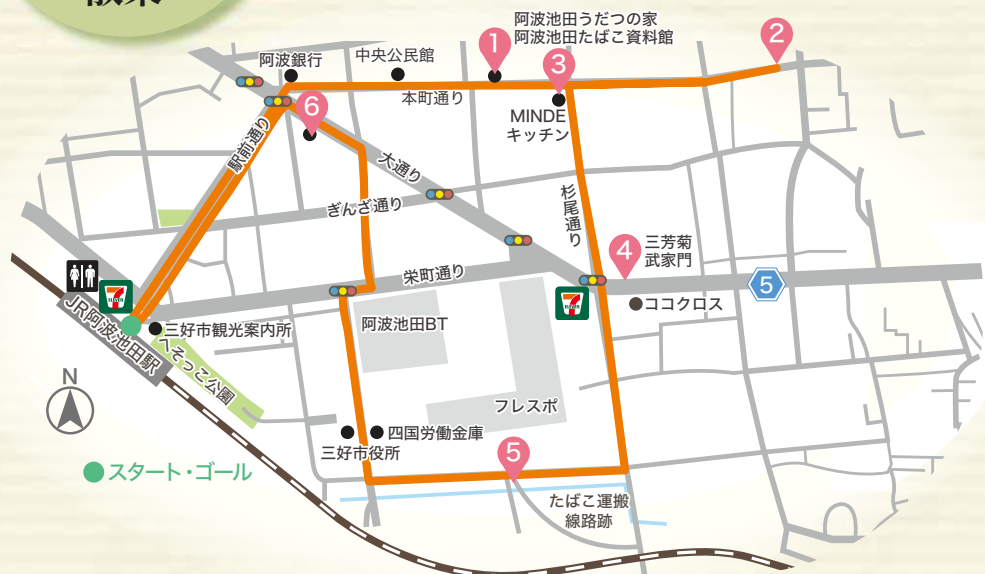 散策
阿波池田うだつの家
阿波池田たばこ資料館
1
2
3
阿波銀行
中央公民館
本町通り
MINDE
キッチン
6
駅前通り
大通り
ぎんざ通り
杉尾通り
4
三芳菊
武家門
5
栄町通り
7
ELEVEN
7
ELEVEN
ココクロス
JR阿波池田駅
三好市観光案内所
へそっこ公園
阿波池田BT
フレスポ
N
四国労働金庫
三好市役所
5
スタート・ゴール
たばこ運搬
線路跡